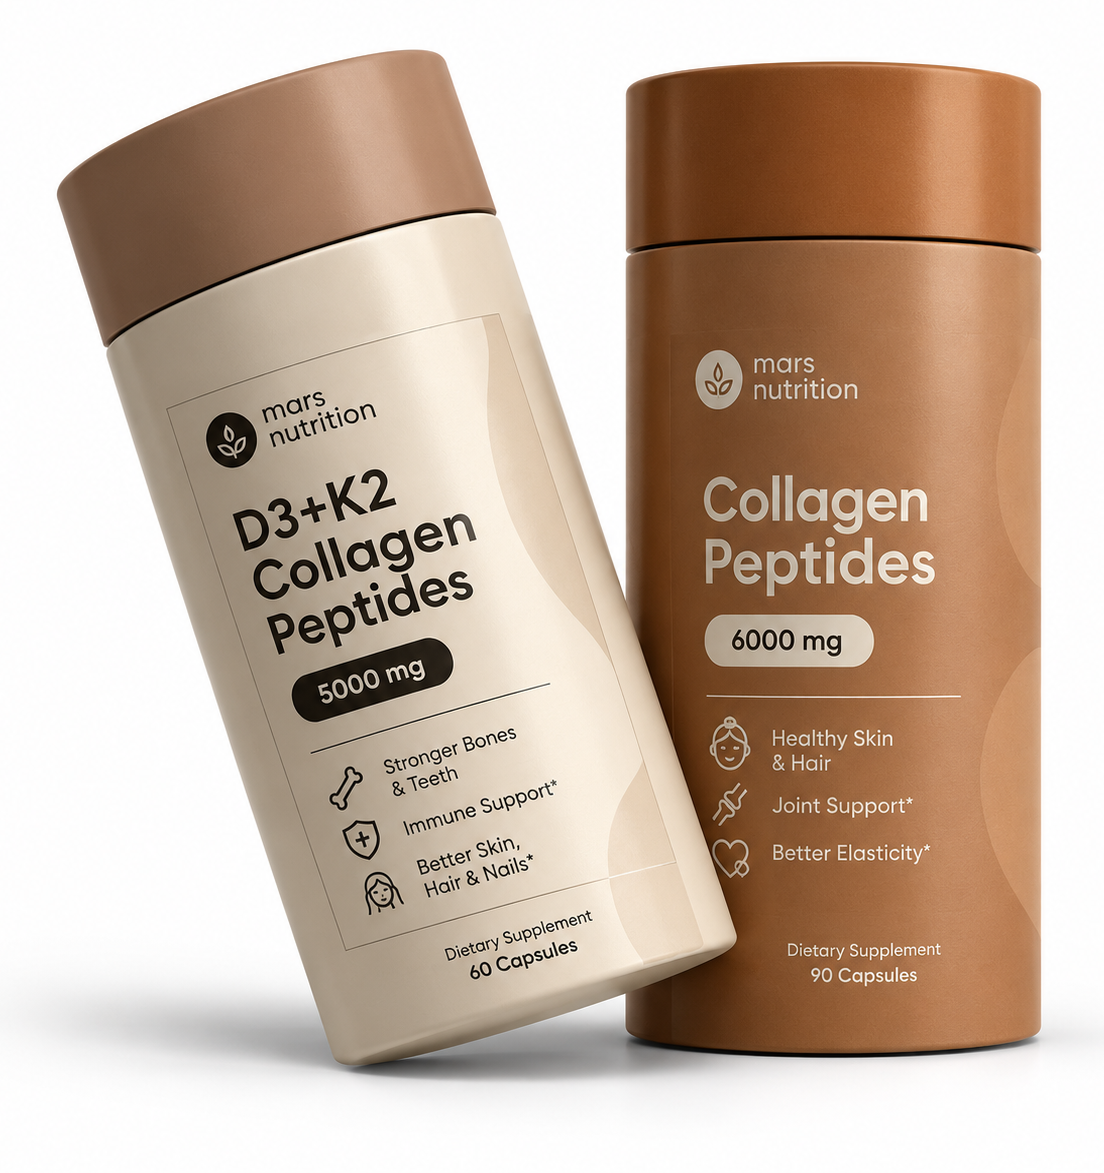 mars
nutrition
D3+K2
Collagen
Peptides
5000 mg
Stronger Bones
& Teeth
Immune Support*
Better Skin,
Hair & Nails*
Dietary Supplement
60 Capsules
mars
nutrition
Collagen
Peptides
6000 mg
Healthy Skin
& Hair
Joint Support*
Better Elasticity*
Dietary Supplement
90 Capsules